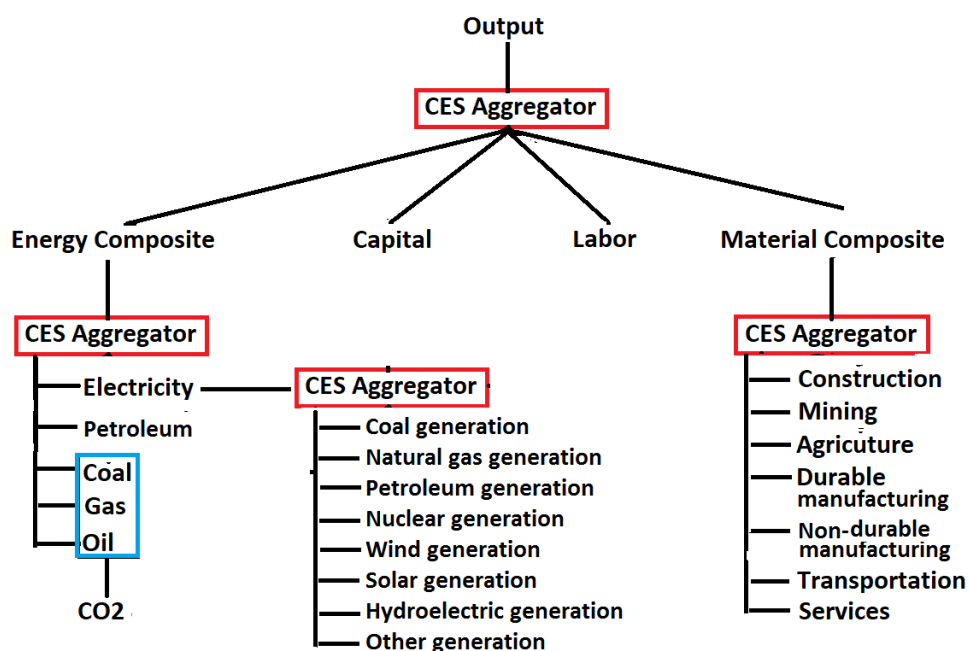 Output
CES Aggregator
Energy Composite
Capital
Labor
Material Composite
CES Aggregator
Electricity
Petroleum
Coal
Gas
Oil
CO2
CES Aggregator
Coal generation
Natural gas generation
Petroleum generation
Nuclear generation
Wind generation
Solar generation
Hydroelectric generation
Other generation
CES Aggregator
Construction
Mining
Agricuture
Durable
manufacturing
Non-durable
manufacturing
Transportation
Services